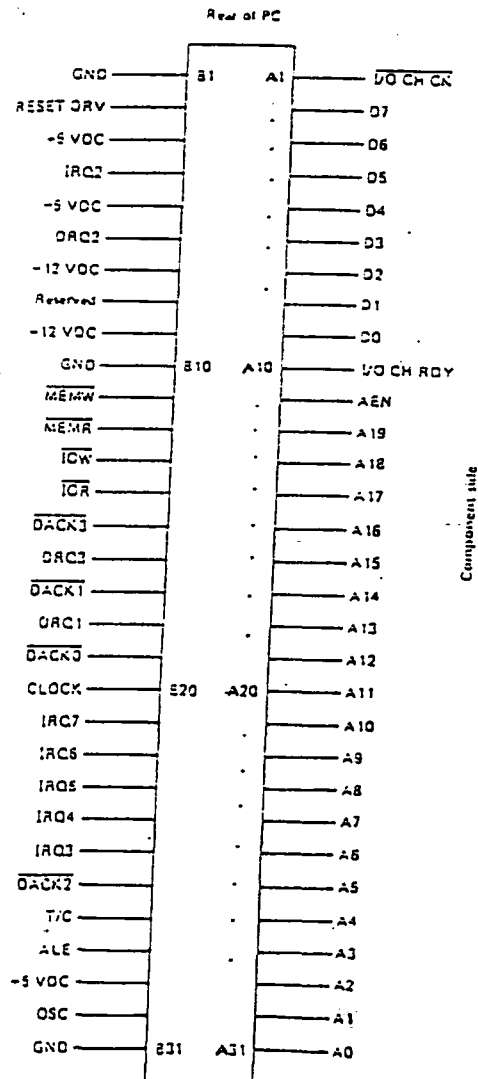 Rear of PC
GND B1 A1 I/O CH CK
RESET DRV D7
+5 VDC D6
IRQ2 D5
-5 VDC D4
DRQ2 D3
-12 VDC D2
Reserved D1
+12 VDC D0
GND B10 A10 I/O CH RDY
MEMW AEN
MEMR A19
IOW A18
IOR A17
DACK3 A16
DRQ3 A15
DACK1 A14
DRQ1 A13
DACK0 A12
CLOCK B20 A20 A11
IRQ7 A10
IRQ6 A9
IRQ5 A8
IRQ4 A7
IRQ3 A6
DACK2 A5
T/C A4
ALE A3
+5 VDC A2
OSC A1
GND B31 A31 A0
Component side